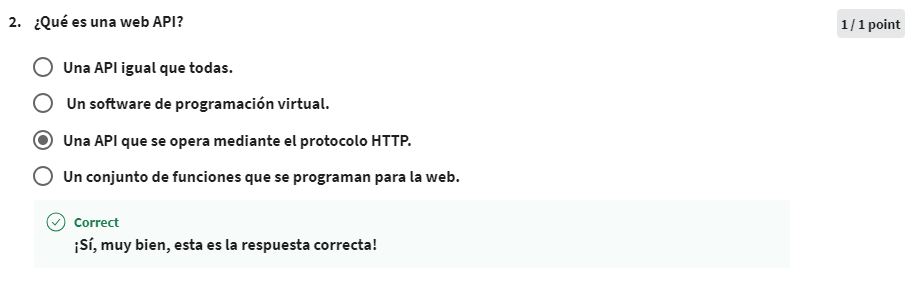 2. ¿Qué es una web API?
1 / 1 point
Una API igual que todas.
Un software de programación virtual.
Una API que se opera mediante el protocolo HTTP.
Un conjunto de funciones que se programan para la web.
Correct
¡Sí, muy bien, esta es la respuesta correcta!